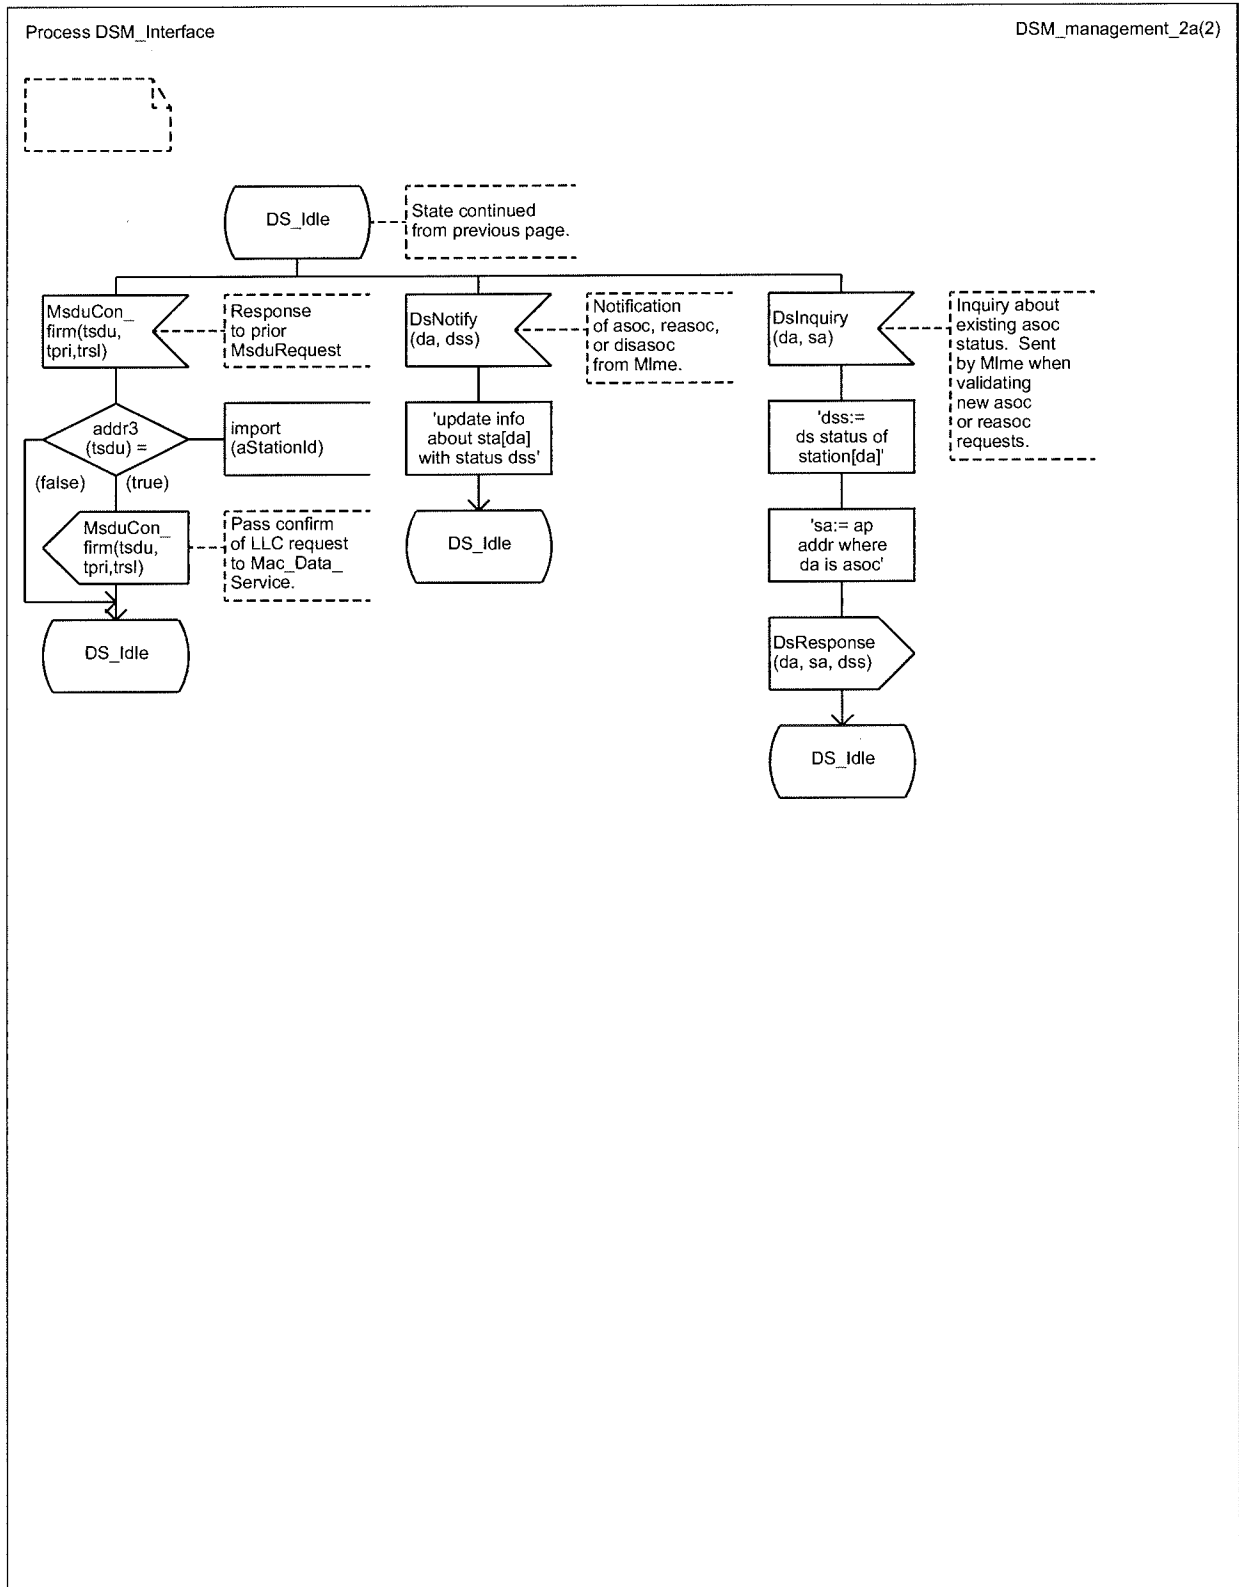 Process DSM_Interface
DSM_management_2a(2)
DS_Idle
State continued
from previous page.
MsduCon_
firm(tsdu,
tpri,trsl)
Response
to prior
MsduRequest
addr3
(tsdu) =
import
(aStationId)
(false)
(true)
MsduCon_
firm(tsdu,
tpri,trsl)
Pass confirm
of LLC request
to Mac_Data_
Service.
DS_Idle
DsNotify
(da, dss)
Notification
of asoc, reasoc,
or disasoc
from Mlme.
'update info
about sta[da]
with status dss'
DS_Idle
DsInquiry
(da, sa)
Inquiry about
existing asoc
status. Sent
by Mlme when
validating
new asoc
or reasoc
requests.
'dss:=
ds status of
station[da]'
'sa:= ap
addr where
da is asoc'
DsResponse
(da, sa, dss)
DS_Idle